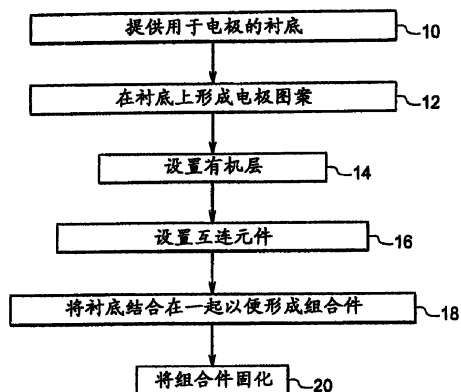 提供用于电极的衬底
10
在衬底上形成电极图案
12
设置有机层
14
设置互连元件
16
将衬底结合在一起以便形成组合件
18
将组合件固化
20